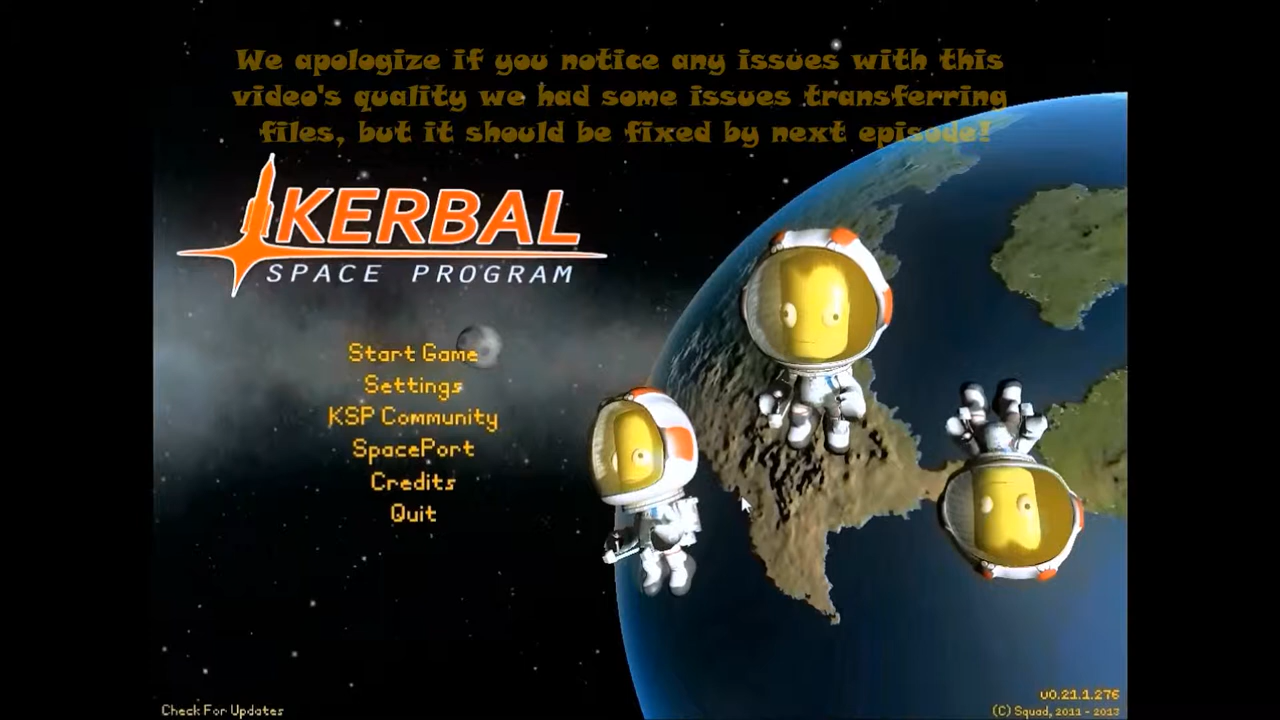 We apologize if you notice any issues with this
video's quality we had some issues transferring
files, but it should be fixed by next episode!
KERBAL
SPACE PROGRAM
Start Game
Settings
KSP Community
SpacePort
Credits
Quit
Check For Updates
v0.21.1.276
(C) Squad, 2011 - 2013